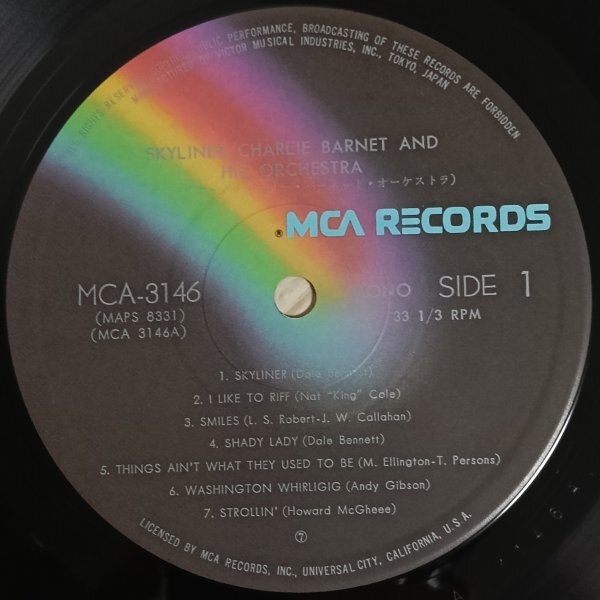 ALL RIGHTS RESERVED PUBLIC PERFORMANCE, BROADCASTING OF THESE RECORDS ARE FORBIDDEN
BY VICTOR MUSICAL INDUSTRIES, INC., TOKYO, JAPAN
SKYLINER CHARLIE BARNET AND
HIS ORCHESTRA
・オーケストラ)
®MCA RECORDS
MCA-3146
(MAPS 8331)
(MCA 3146A)
MONO SIDE 1
33 1/3 RPM
1. SKYLINER (Dale Bennett)
2. I LIKE TO RIFF (Nat "King" Cole)
3. SMILES (L. S. Robert-J. W. Callahan)
4. SHADY LADY (Dale Bennett)
5. THINGS AIN'T WHAT THEY USED TO BE (M. Ellington-T. Persons)
6. WASHINGTON WHIRLIGIG (Andy Gibson)
7. STROLLIN' (Howard McGheee)
⑦
LICENSED BY MCA RECORDS, INC., UNIVERSAL CITY, CALIFORNIA, U.S.A.